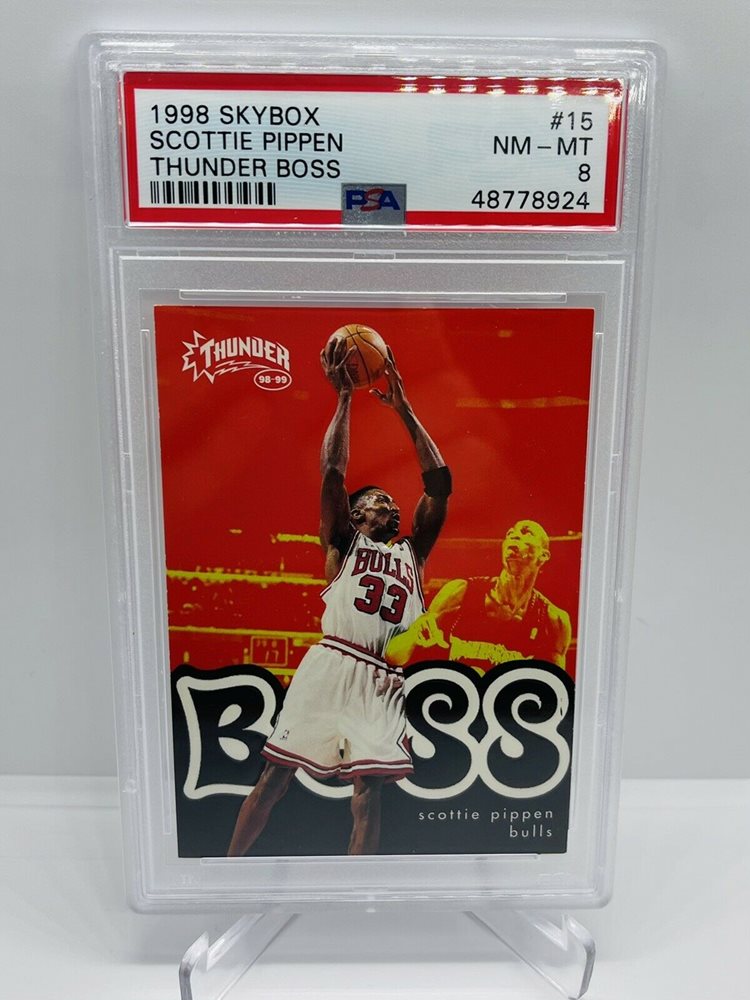 1998 SKYBOX #15
SCOTTIE PIPPEN NM - MT
THUNDER BOSS 8
PSA 48778924
THUNDER
98-99
BULLS
33
BOSS
scottie pippen
bulls